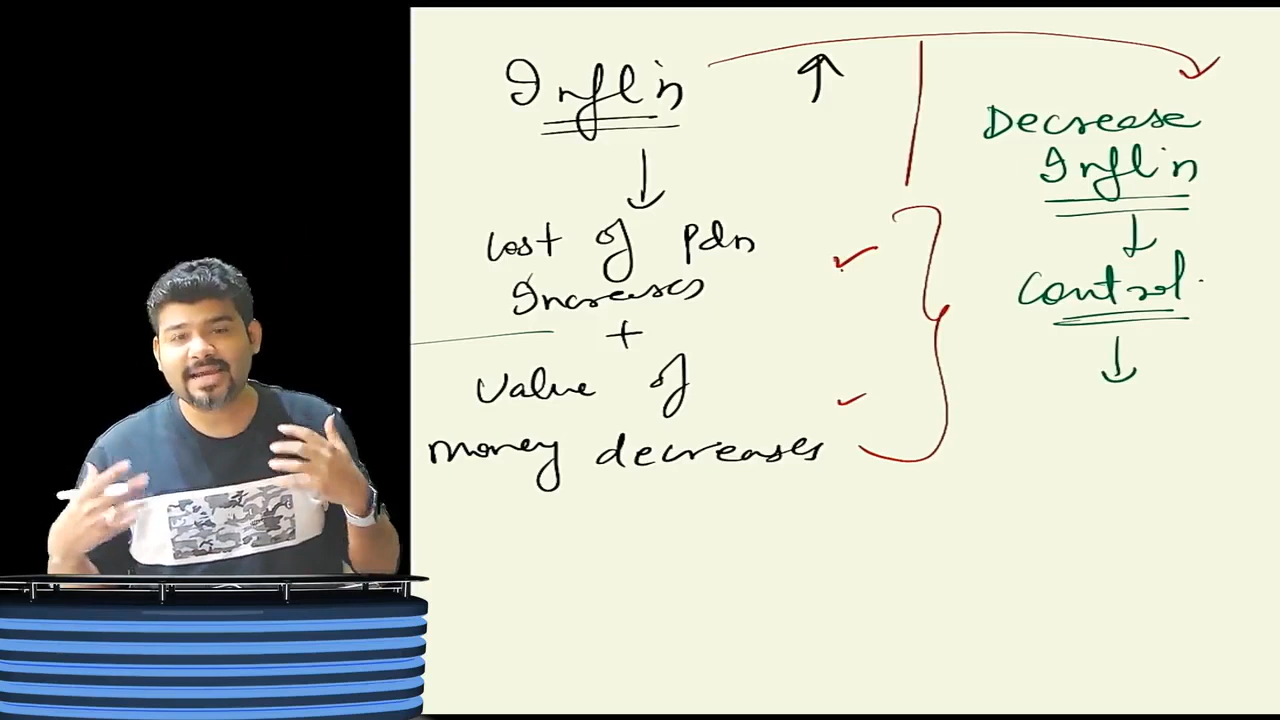 Infl'n ↑
↓
Cost of Pdn
Increases
+
Value of
money decreases
Decrease
Infl'n
↓
Control.
↓